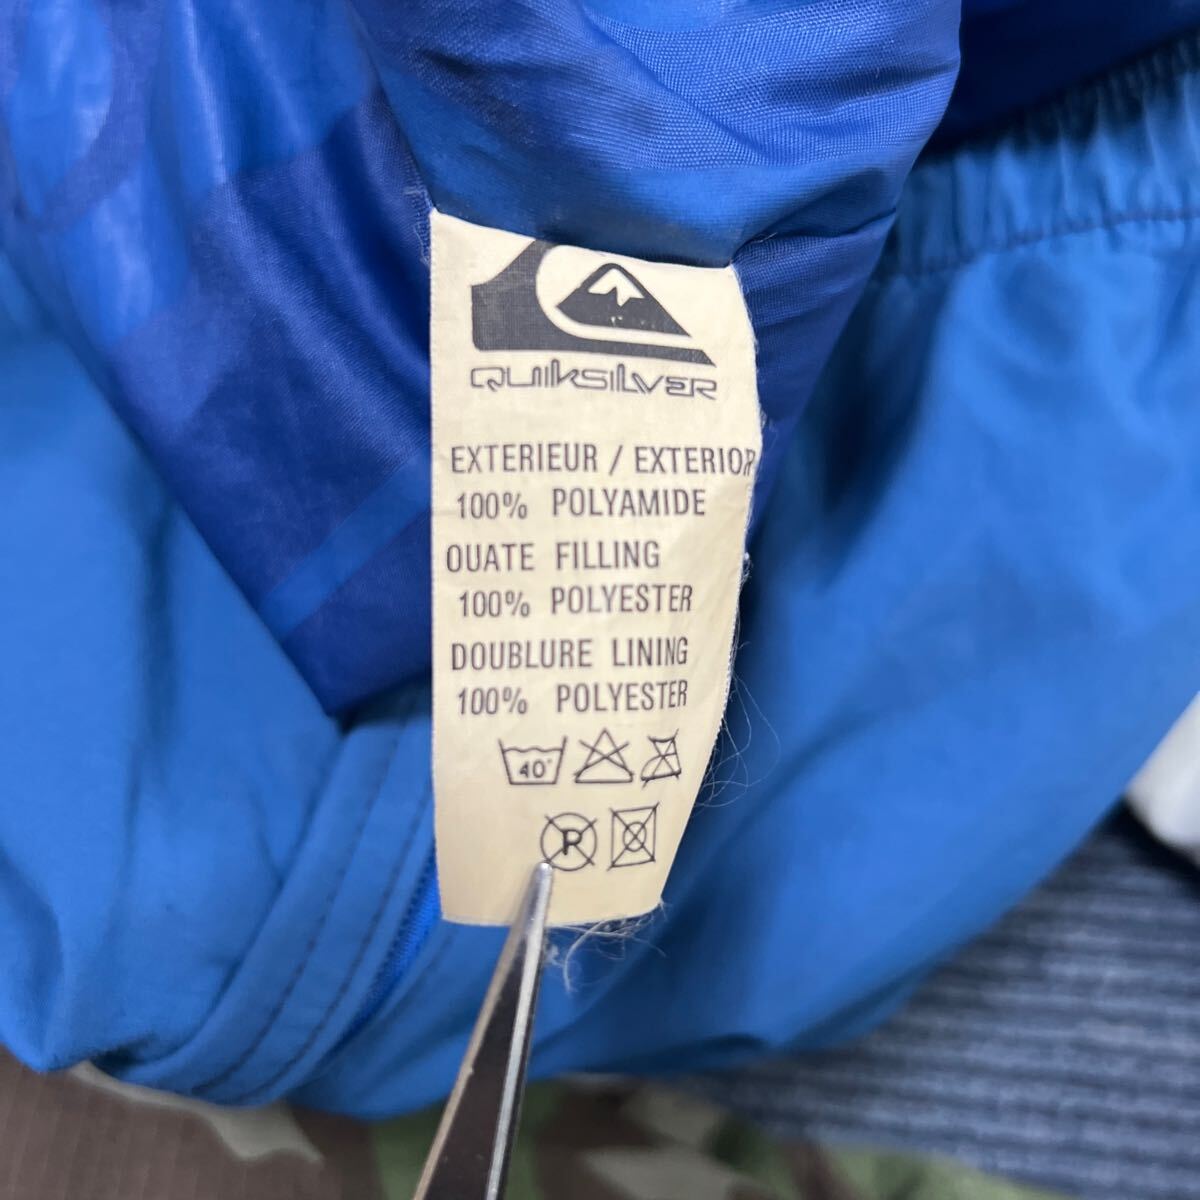 QUIKSILVER
EXTERIEUR / EXTERIOR
100% POLYAMIDE
OUATE FILLING
100% POLYESTER
DOUBLURE LINING
100% POLYESTER
40°
P